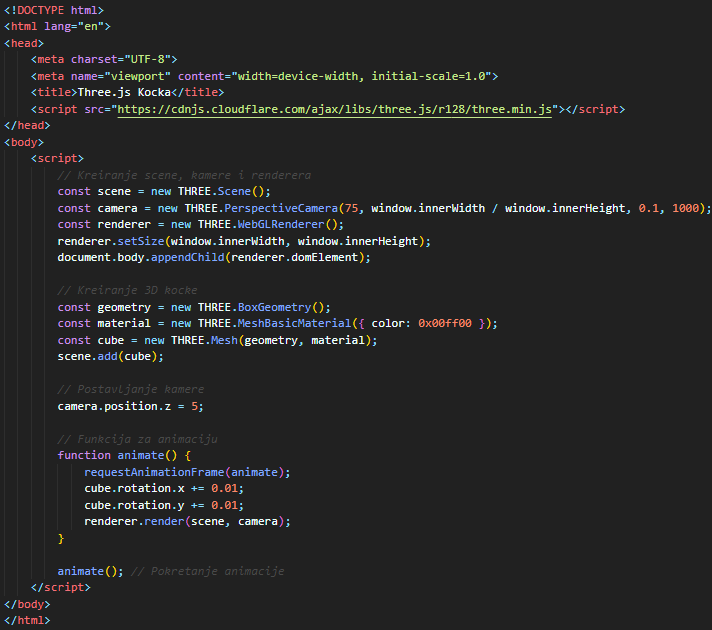 <!DOCTYPE html>
<html lang="en">
<head>
    <meta charset="UTF-8">
    <meta name="viewport" content="width=device-width, initial-scale=1.0">
    <title>Three.js Kocka</title>
    <script src="https://cdnjs.cloudflare.com/ajax/libs/three.js/r128/three.min.js"></script>
</head>
<body>
    <script>
        // Kreiranje scene, kamere i renderera
        const scene = new THREE.Scene();
        const camera = new THREE.PerspectiveCamera(75, window.innerWidth / window.innerHeight, 0.1, 1000);
        const renderer = new THREE.WebGLRenderer();
        renderer.setSize(window.innerWidth, window.innerHeight);
        document.body.appendChild(renderer.domElement);

        // Kreiranje 3D kocke
        const geometry = new THREE.BoxGeometry();
        const material = new THREE.MeshBasicMaterial({ color: 0x00ff00 });
        const cube = new THREE.Mesh(geometry, material);
        scene.add(cube);

        // Postavljanje kamere
        camera.position.z = 5;

        // Funkcija za animaciju
        function animate() {
            requestAnimationFrame(animate);
            cube.rotation.x += 0.01;
            cube.rotation.y += 0.01;
            renderer.render(scene, camera);
        }

        animate(); // Pokretanje animacije
    </script>
</body>
</html>